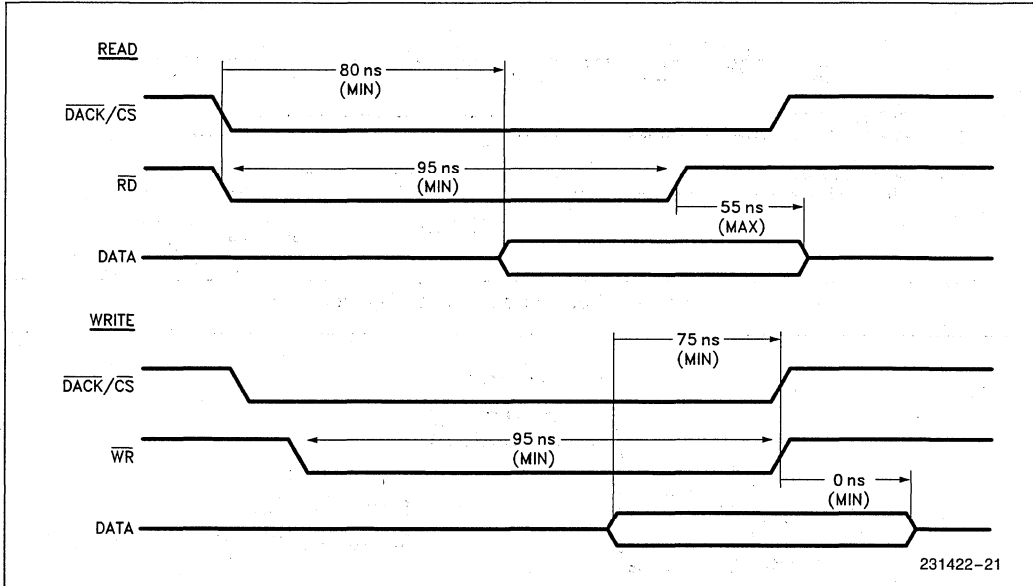 READ
80 ns
(MIN)
DACK/CS
95 ns
(MIN)
RD
55 ns
(MAX)
DATA
WRITE
75 ns
(MIN)
DACK/CS
95 ns
(MIN)
WR
0 ns
(MIN)
DATA
231422-21